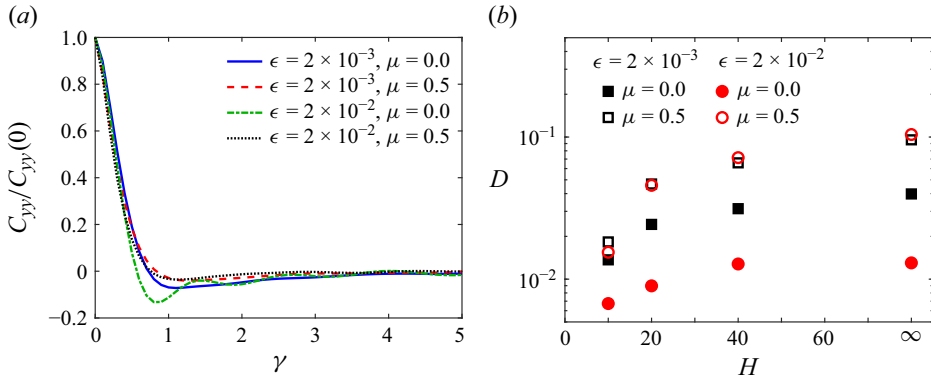 (a)
1.0
0.8
0.6
0.4
0.2
0
−0.2
C_yy/C_yy(0)
ϵ = 2 × 10⁻³, μ = 0.0
ϵ = 2 × 10⁻³, μ = 0.5
ϵ = 2 × 10⁻², μ = 0.0
ϵ = 2 × 10⁻², μ = 0.5
0 1 2 3 4 5
γ
(b)
ϵ = 2 × 10⁻³ ϵ = 2 × 10⁻²
μ = 0.0 μ = 0.0
μ = 0.5 μ = 0.5
10⁻¹
D
10⁻²
0 20 40 60 ∞
H